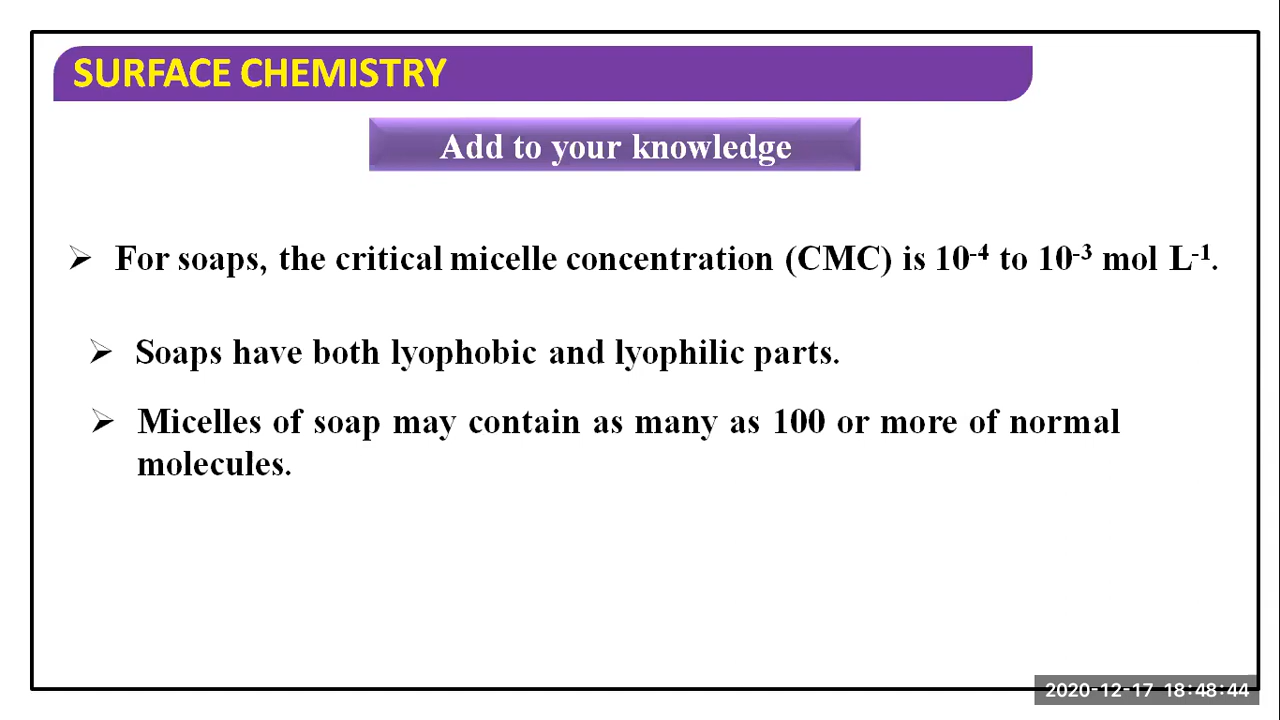 SURFACE CHEMISTRY
Add to your knowledge
➢ For soaps, the critical micelle concentration (CMC) is 10⁻⁴ to 10⁻³ mol L⁻¹.
➢ Soaps have both lyophobic and lyophilic parts.
➢ Micelles of soap may contain as many as 100 or more of normal
molecules.
2020-12-17 18:48:44